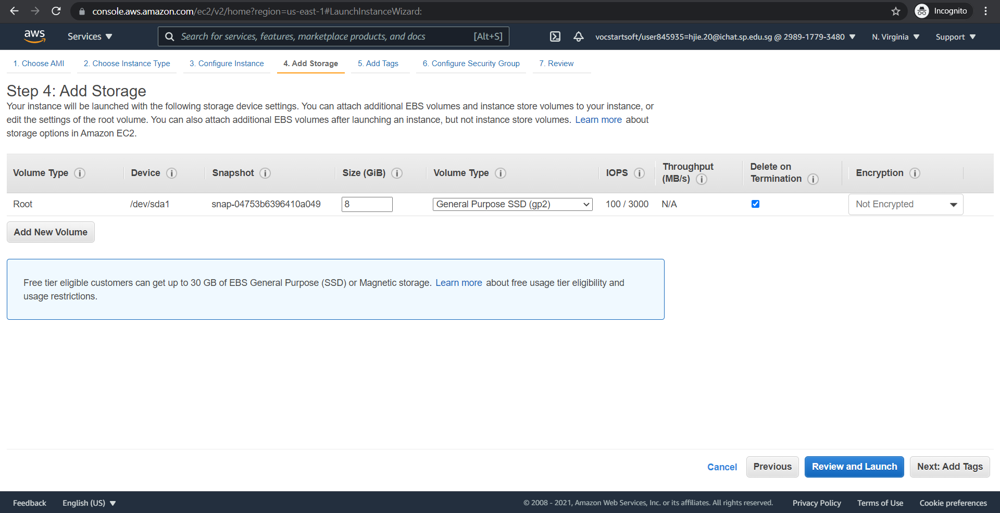 console.aws.amazon.com/ec2/v2/home?region=us-east-1#LaunchInstanceWizard:
Incognito
aws
Services
Search for services, features, marketplace products, and docs
[Alt+S]
vocstartsoft/user845935=hjie.20@ichat.sp.edu.sg @ 2989-1779-3480
N. Virginia
Support
1. Choose AMI
2. Choose Instance Type
3. Configure Instance
4. Add Storage
5. Add Tags
6. Configure Security Group
7. Review
Step 4: Add Storage
Your instance will be launched with the following storage device settings. You can attach additional EBS volumes and instance store volumes to your instance, or
edit the settings of the root volume. You can also attach additional EBS volumes after launching an instance, but not instance store volumes. Learn more about
storage options in Amazon EC2.
Volume Type
Device
Snapshot
Size (GiB)
Volume Type
IOPS
Throughput
(MB/s)
Delete on
Termination
Encryption
Root
/dev/sda1
snap-04753b6396410a049
8
General Purpose SSD (gp2)
100 / 3000
N/A
Not Encrypted
Add New Volume
Free tier eligible customers can get up to 30 GB of EBS General Purpose (SSD) or Magnetic storage. Learn more about free usage tier eligibility and
usage restrictions.
Cancel
Previous
Review and Launch
Next: Add Tags
Feedback
English (US)
© 2008 - 2021, Amazon Web Services, Inc. or its affiliates. All rights reserved.
Privacy Policy
Terms of Use
Cookie preferences